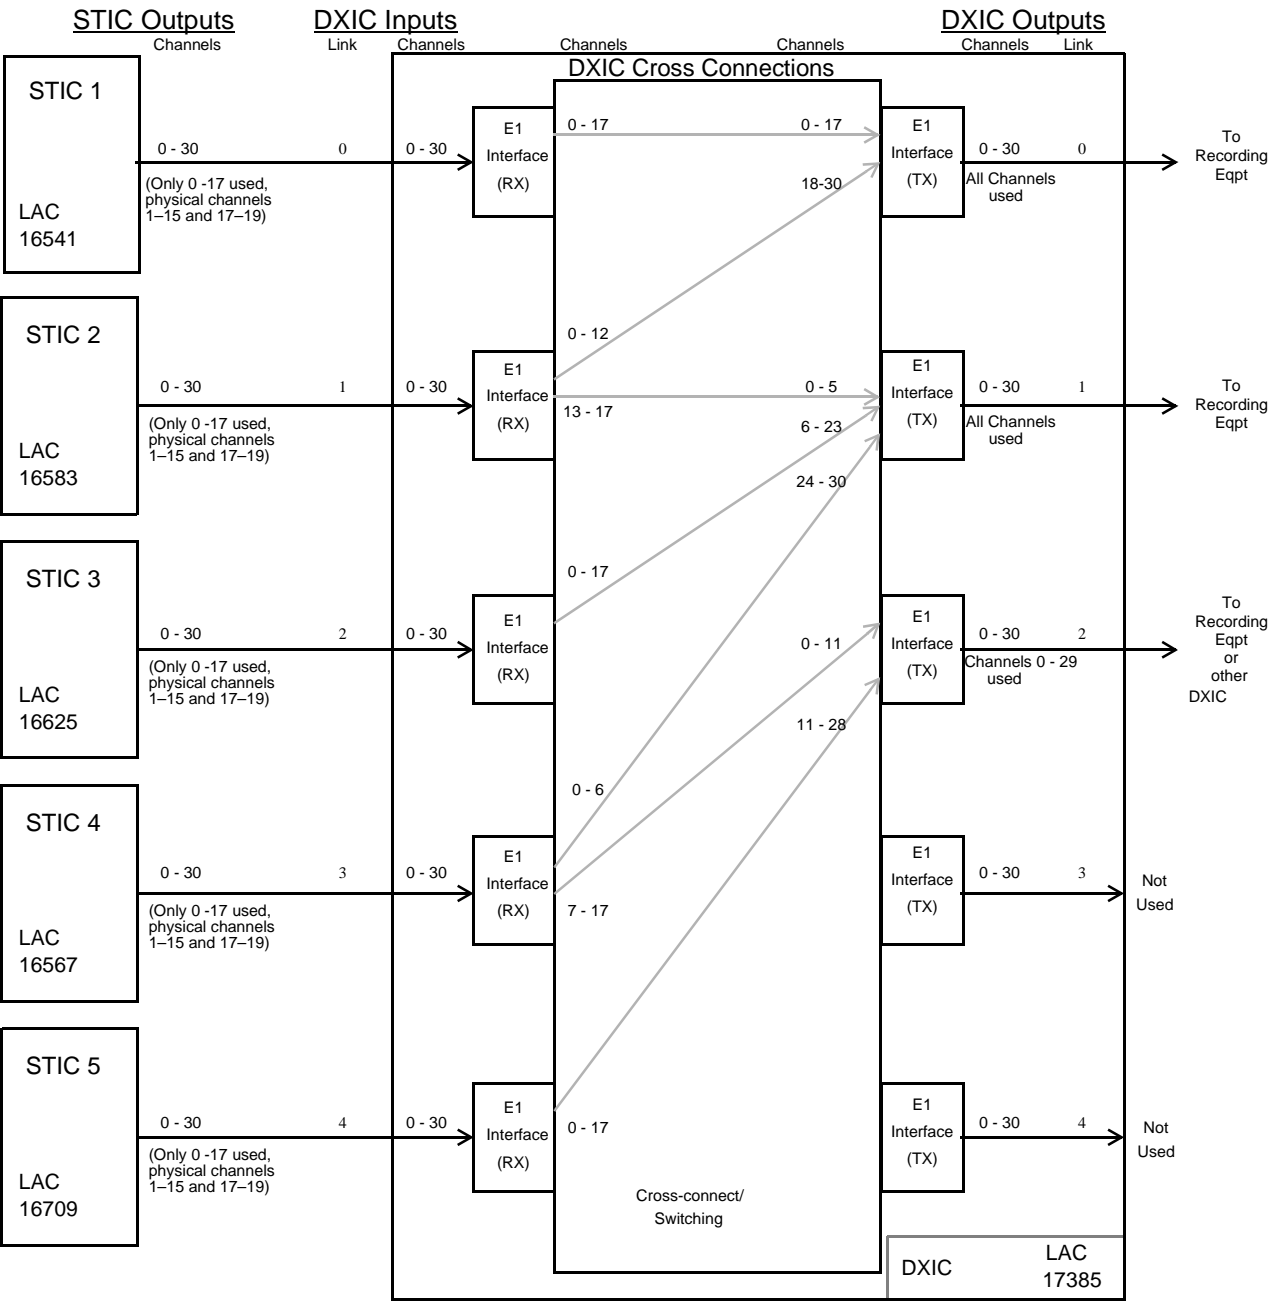 STIC Outputs
DXIC Inputs
DXIC Outputs
Channels
Link
Channels
Channels
Channels
Channels
Link
DXIC Cross Connections
STIC 1
LAC
16541
0 - 30
(Only 0 -17 used,
physical channels
1–15 and 17–19)
0
0 - 30
E1
Interface
(RX)
0 - 17
0 - 17
18-30
E1
Interface
(TX)
0 - 30
0
All Channels
used
To
Recording
Eqpt
STIC 2
LAC
16583
0 - 30
(Only 0 -17 used,
physical channels
1–15 and 17–19)
1
0 - 30
E1
Interface
(RX)
0 - 12
13 - 17
0 - 5
6 - 23
24 - 30
E1
Interface
(TX)
0 - 30
1
All Channels
used
To
Recording
Eqpt
STIC 3
LAC
16625
0 - 30
(Only 0 -17 used,
physical channels
1–15 and 17–19)
2
0 - 30
E1
Interface
(RX)
0 - 17
0 - 11
11 - 28
E1
Interface
(TX)
0 - 30
2
Channels 0 - 29
used
To
Recording
Eqpt
or
other
DXIC
STIC 4
LAC
16567
0 - 30
(Only 0 -17 used,
physical channels
1–15 and 17–19)
3
0 - 30
E1
Interface
(RX)
0 - 6
7 - 17
E1
Interface
(TX)
0 - 30
3
Not
Used
STIC 5
LAC
16709
0 - 30
(Only 0 -17 used,
physical channels
1–15 and 17–19)
4
0 - 30
E1
Interface
(RX)
0 - 17
E1
Interface
(TX)
0 - 30
4
Not
Used
Cross-connect/
Switching
DXIC
LAC
17385